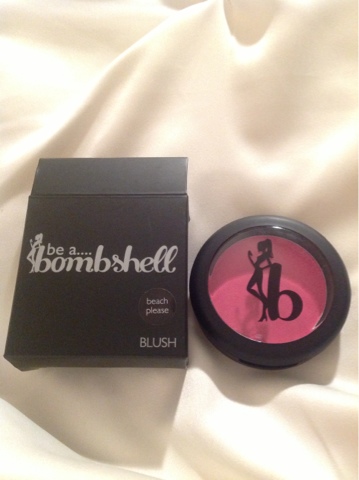 be a....
bombshell
beach
please
BLUSH
b